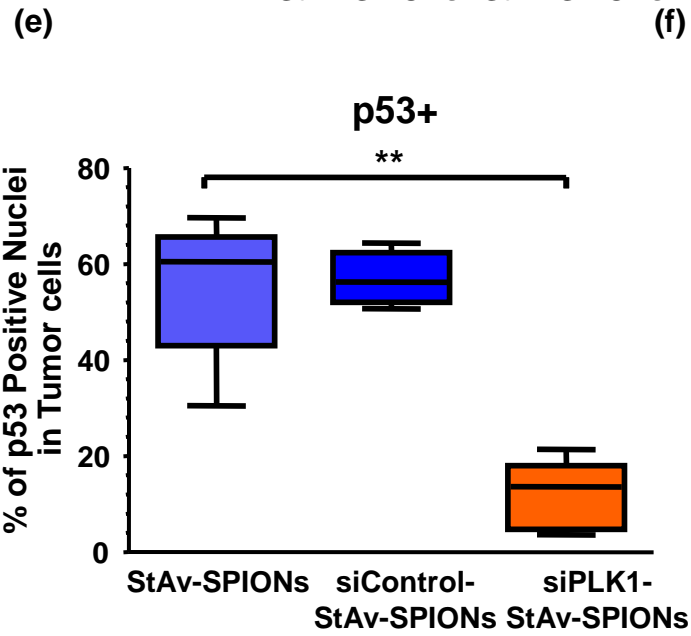 (e)
(f)
p53+
**
% of p53 Positive Nuclei
in Tumor cells
80
60
40
20
0
StAv-SPIONs
siControl-
StAv-SPIONs
siPLK1-
StAv-SPIONs